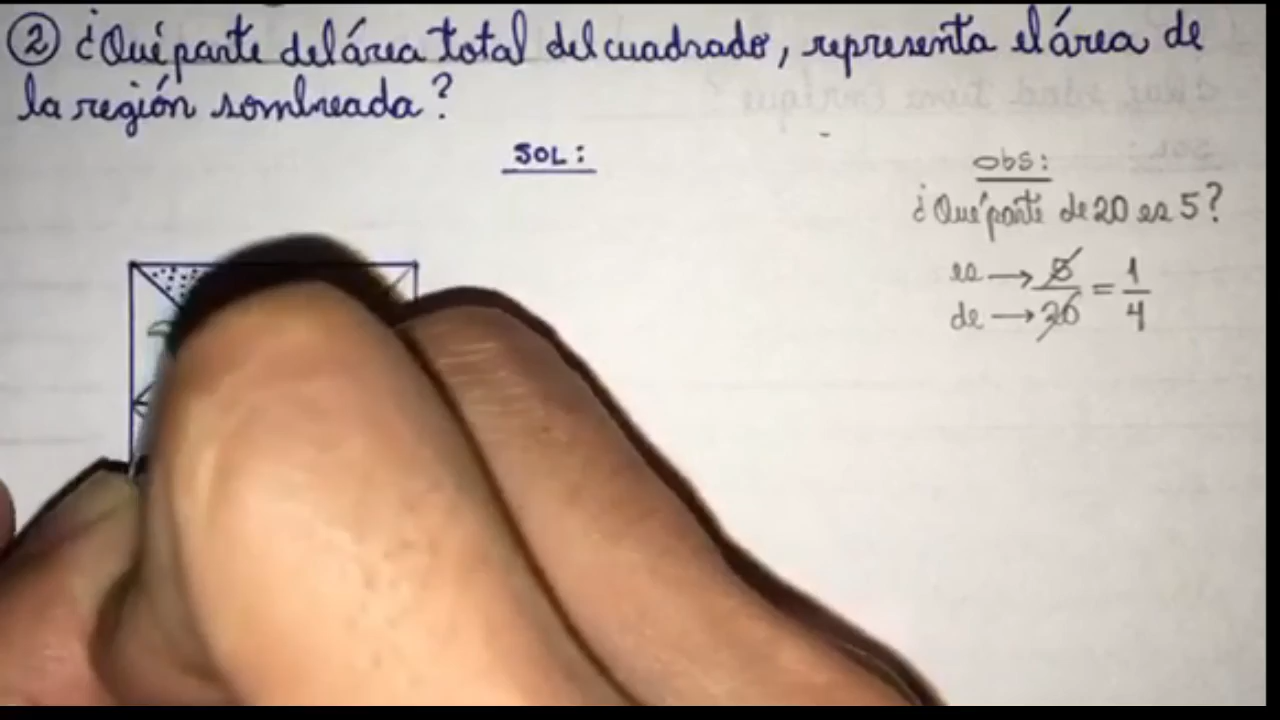 ② ¿Qué parte del área total del cuadrado, representa el área de
la región sombreada?
SOL:
Obs:
¿Qué parte de 20 es 5?
es → 5
de → 20
= 1/4